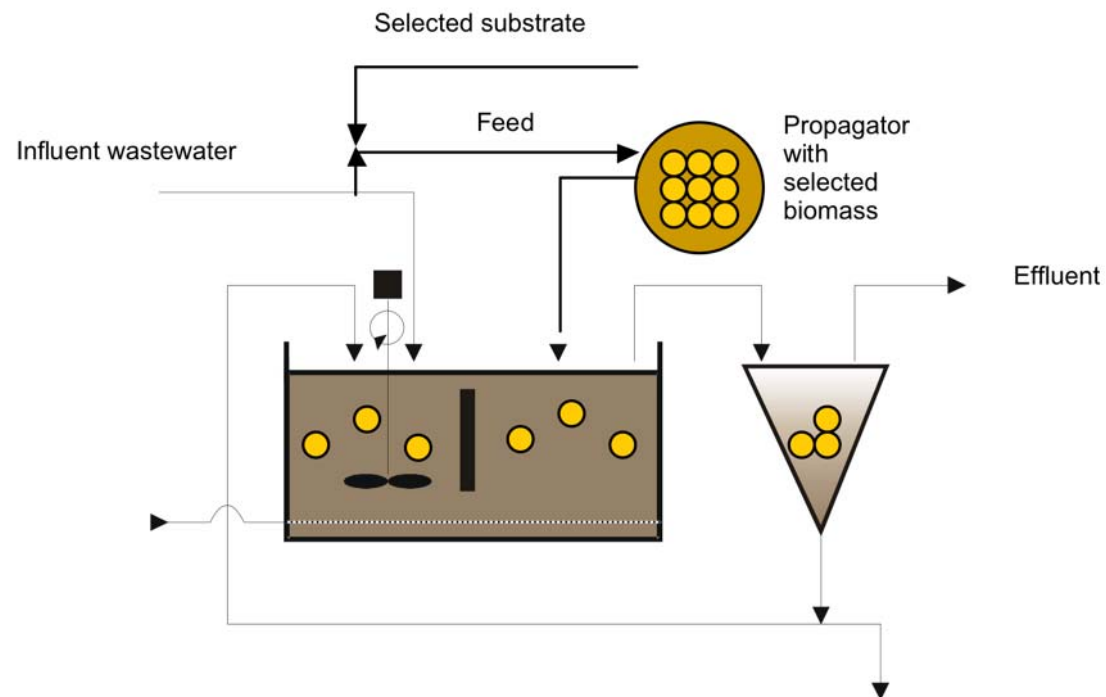 Selected substrate
Feed
Influent wastewater
Propagator
with
selected
biomass
Effluent